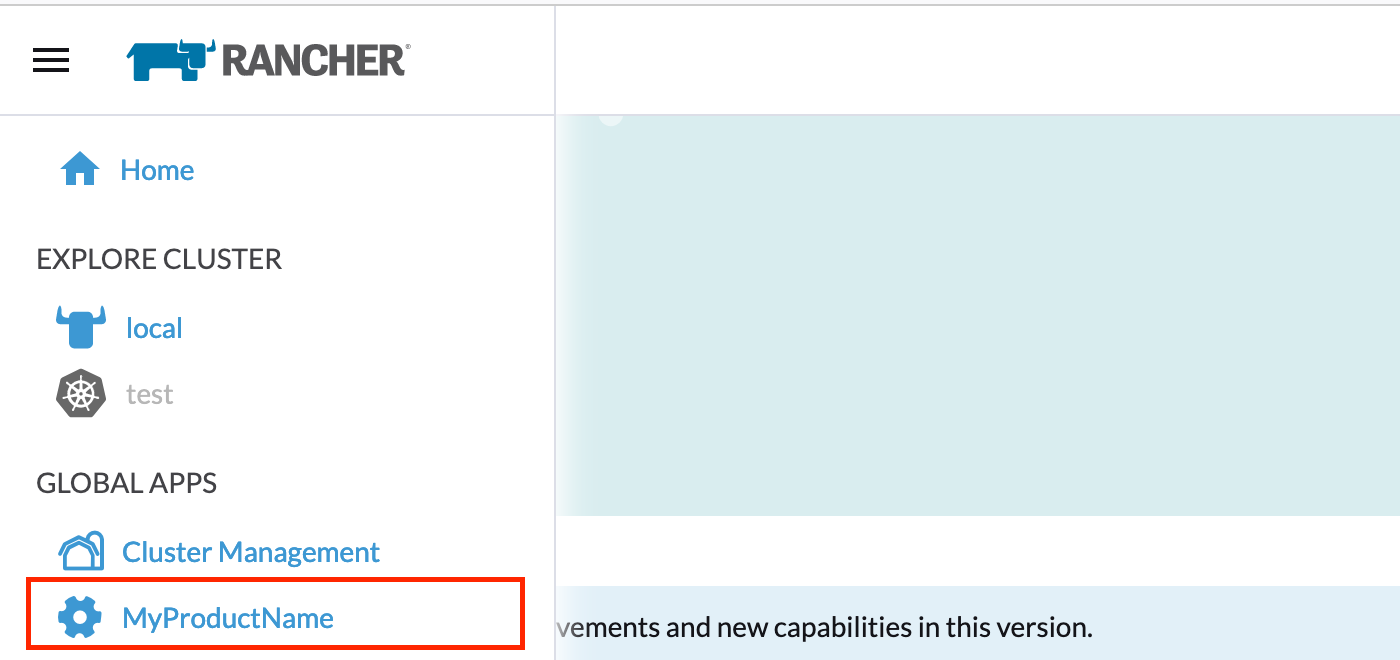 RANCHER®
Home
EXPLORE CLUSTER
local
test
GLOBAL APPS
Cluster Management
MyProductName
vements and new capabilities in this version.